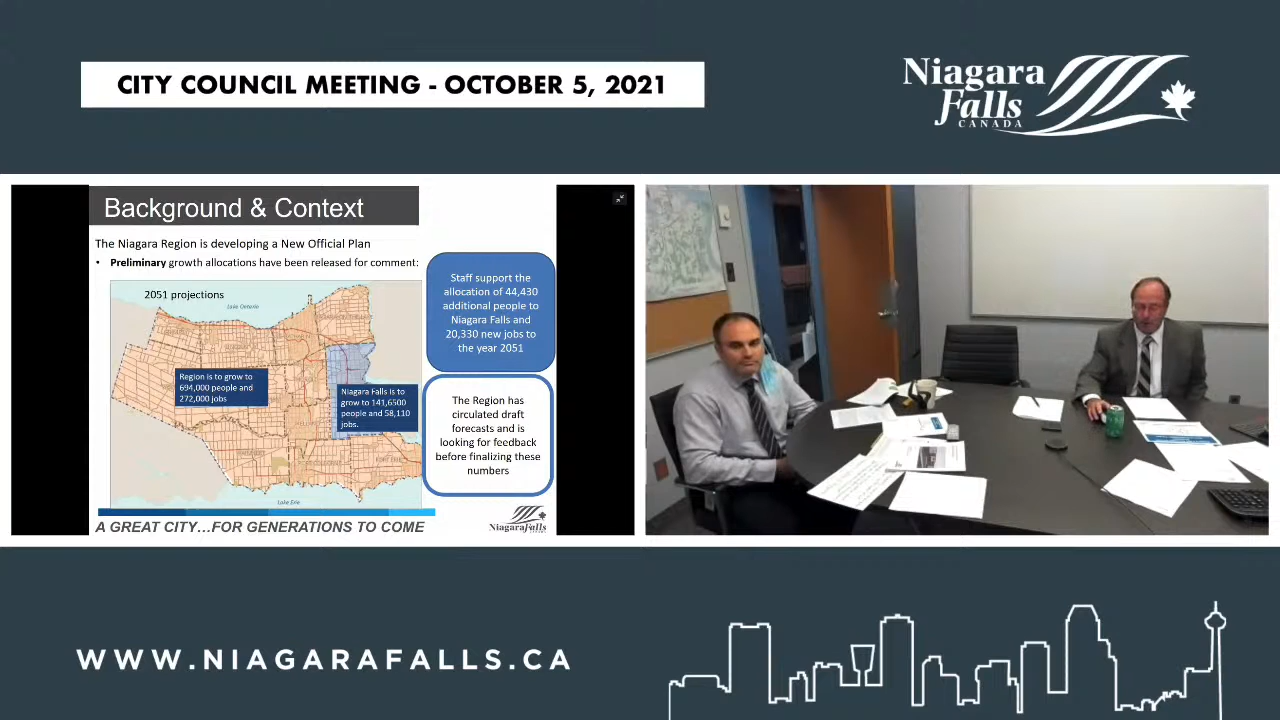 CITY COUNCIL MEETING - OCTOBER 5, 2021
Niagara
Falls
CANADA
Background & Context
The Niagara Region is developing a New Official Plan
• Preliminary growth allocations have been released for comment:
2051 projections
Lake Ontario
Region is to grow to
694,000 people and
272,000 jobs
Niagara Falls is to
grow to 141,6500
people and 58,110
jobs.
Lake Erie
Staff support the
allocation of 44,430
additional people to
Niagara Falls and
20,330 new jobs to
the year 2051
The Region has
circulated draft
forecasts and is
looking for feedback
before finalizing these
numbers
A GREAT CITY...FOR GENERATIONS TO COME
Niagara Falls
WWW.NIAGARAFALLS.CA